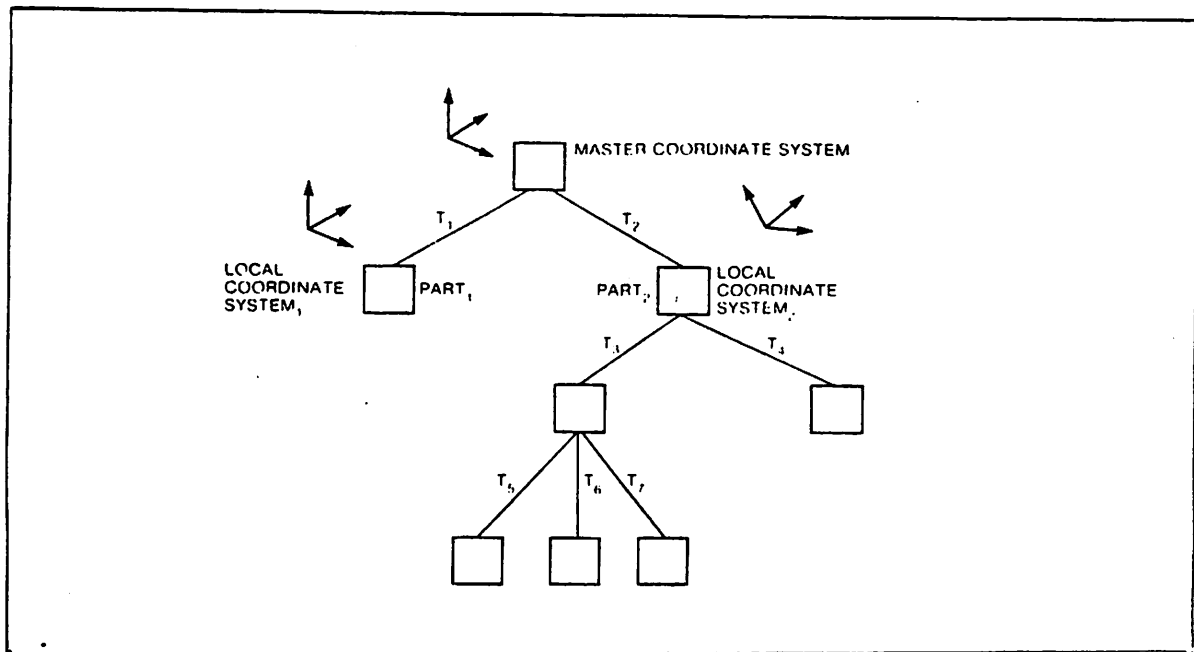 MASTER COORDINATE SYSTEM
T1
T2
LOCAL
COORDINATE
SYSTEM1
PART1
PART2
LOCAL
COORDINATE
SYSTEM2
T3
T4
T5
T6
T7